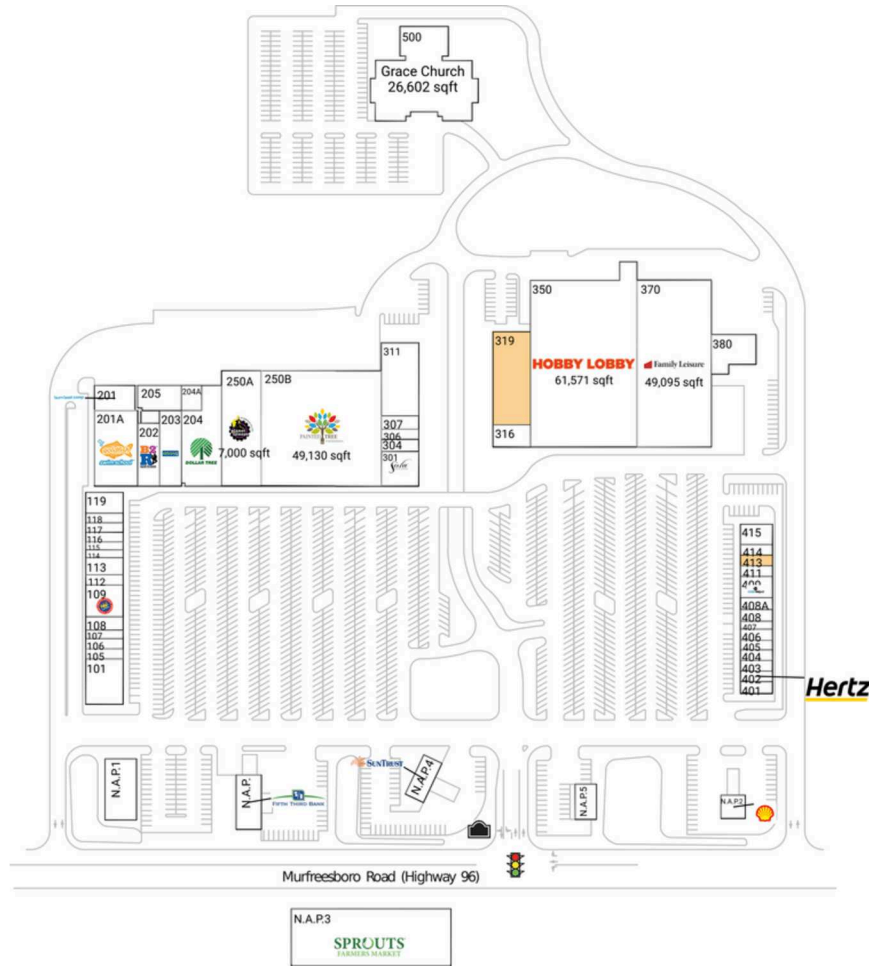 500
Grace Church
26,602 sqft
350
370
319
HOBBY LOBBY
61,571 sqft
Family Leisure
49,095 sqft
380
316
311
250A
250B
201
205
204A
201A
203
204
202
DOLLAR TREE
7,000 sqft
PAINTED TREE
49,130 sqft
307
306
304
301
119
118
117
116
115
114
113
112
109
108
107
106
105
101
415
414
413
411
408A
408
407
406
405
404
403
402
401
Hertz
N.A.P.1
N.A.P.
FIFTH THIRD BANK
SUNTRUST
N.A.P.4
N.A.P.5
N.A.P.2
Murfreesboro Road (Highway 96)
N.A.P.3
SPROUTS
FARMERS MARKET